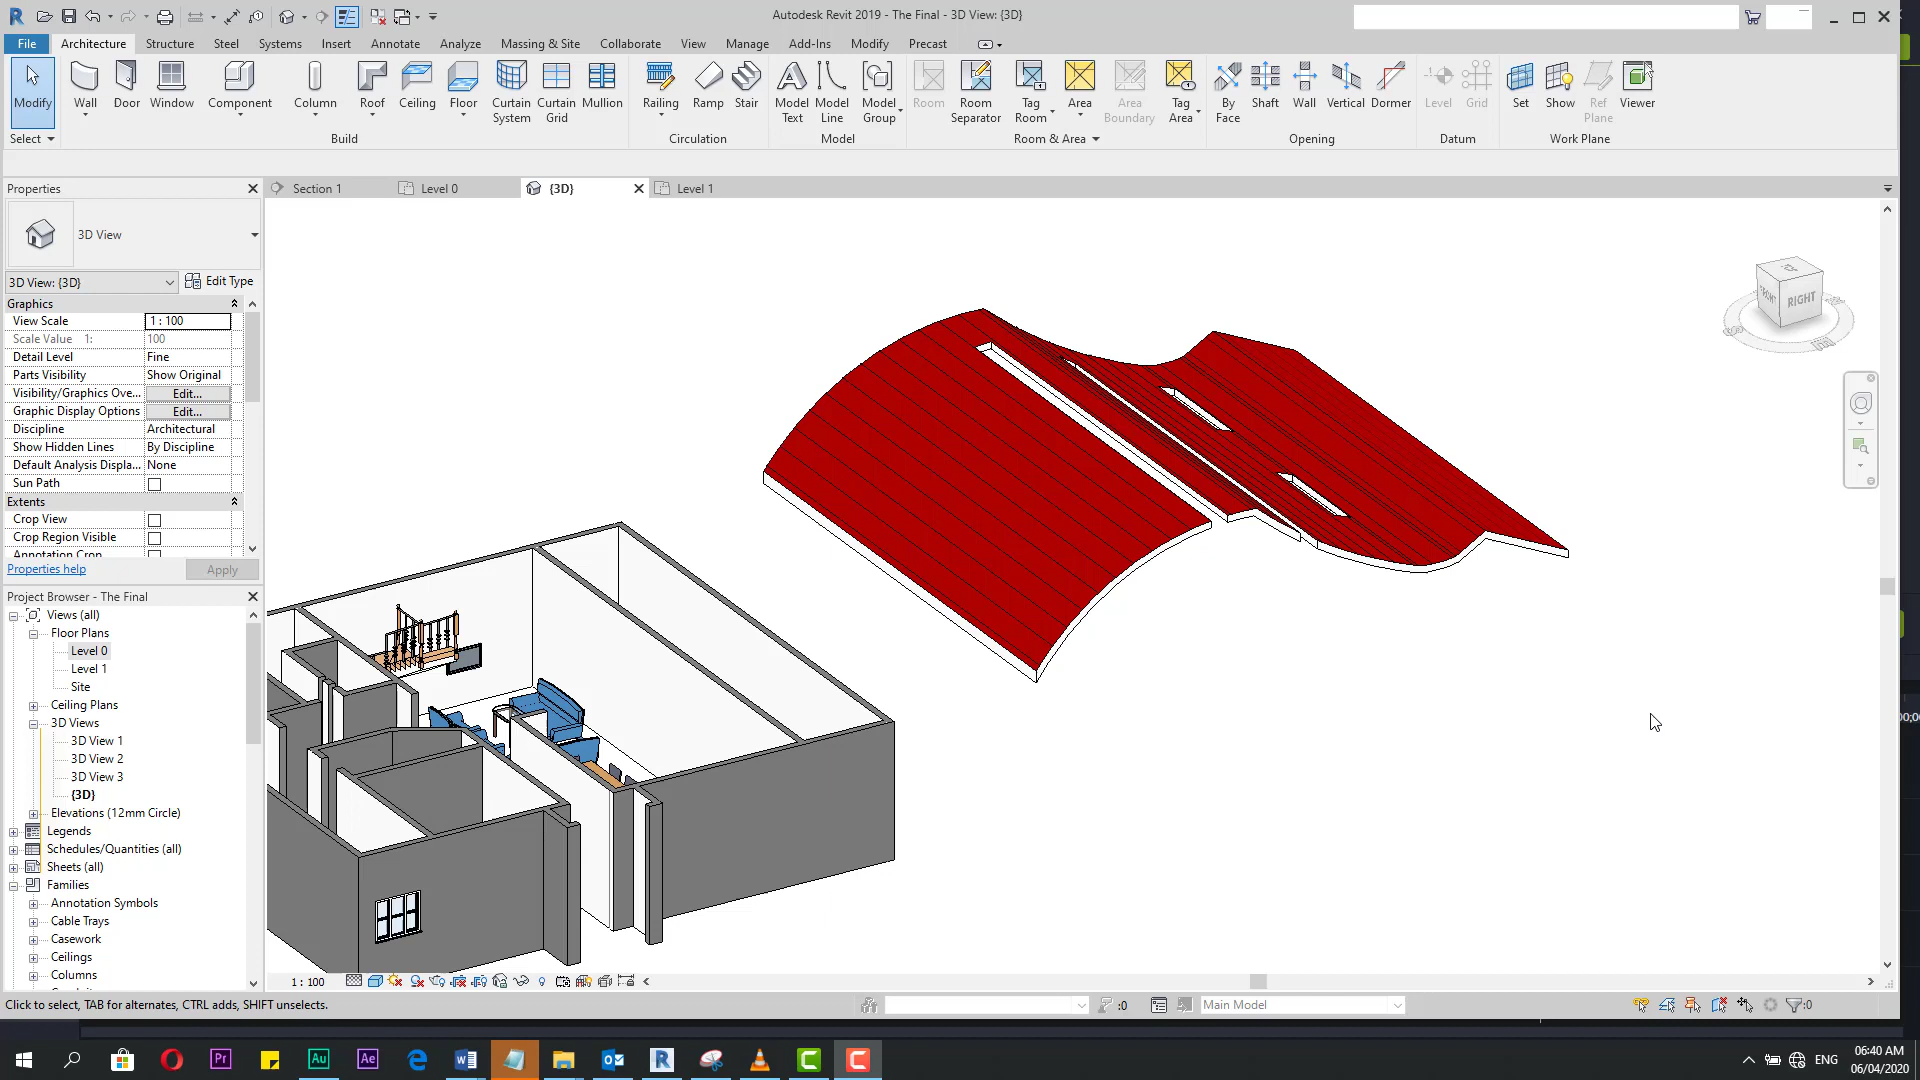 Autodesk Revit 2019 - The Final - 3D View: {3D}
File Architecture Structure Steel Systems Insert Annotate Analyze Massing & Site Collaborate View Manage Add-Ins Modify Precast
Modify Wall Door Window Component Column Roof Ceiling Floor Curtain System Curtain Grid Mullion Railing Ramp Stair Model Text Model Line Model Group Room Room Separator Tag Room Area Area Boundary Tag Area By Face Shaft Wall Vertical Dormer Level Grid Set Show Ref Plane Viewer
Select Build Circulation Model Room & Area Opening Datum Work Plane
Properties
Section 1 Level 0 {3D} Level 1
3D View
3D View: {3D} Edit Type
Graphics
View Scale 1 : 100
Scale Value 1: 100
Detail Level Fine
Parts Visibility Show Original
Visibility/Graphics Ove... Edit...
Graphic Display Options Edit...
Discipline Architectural
Show Hidden Lines By Discipline
Default Analysis Displa... None
Sun Path
Extents
Crop View
Crop Region Visible
Annotation Crop
Properties help Apply
Project Browser - The Final
Views (all)
Floor Plans
Level 0
Level 1
Site
Ceiling Plans
3D Views
3D View 1
3D View 2
3D View 3
{3D}
Elevations (12mm Circle)
Legends
Schedules/Quantities (all)
Sheets (all)
Families
Annotation Symbols
Cable Trays
Casework
Ceilings
Columns
TOP
FRONT RIGHT
1 : 100
Click to select, TAB for alternates, CTRL adds, SHIFT unselects.
:0 Main Model :0
Pr Au Ae
ENG
06:40 AM
06/04/2020